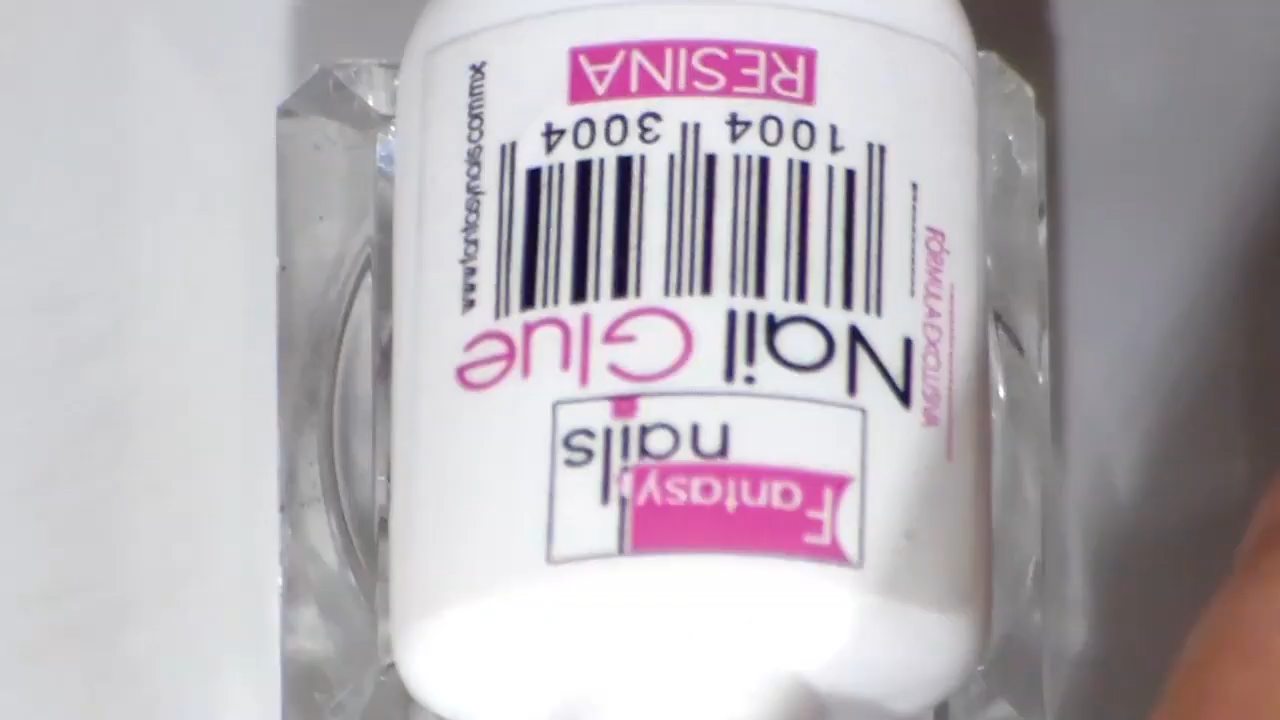 Fantasy
nails
Nail Glue
1004 3004
RESINA
FÓRMULA EXCLUSIVA
www.fantasynails.com.mx